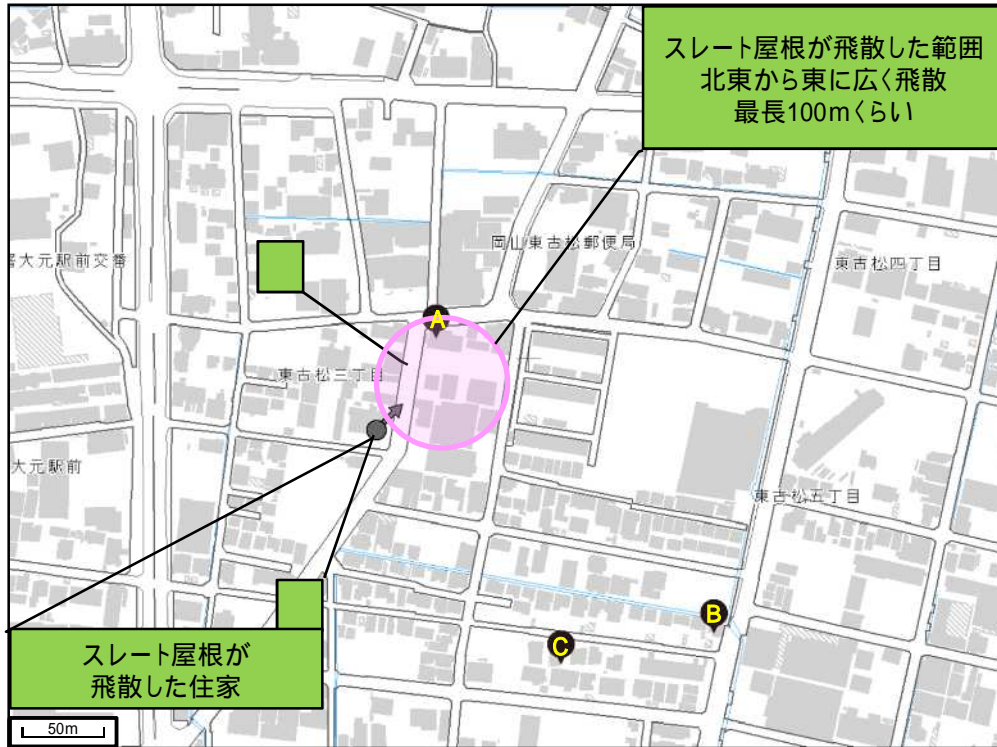 スレート屋根が飛散した範囲
北東から東に広く飛散
最長100mくらい
岡山東古松郵便局
署大元駅前交番
東古松四丁目
A
東古松三丁目
大元駅前
東古松五丁目
B
C
スレート屋根が
飛散した住家
50m